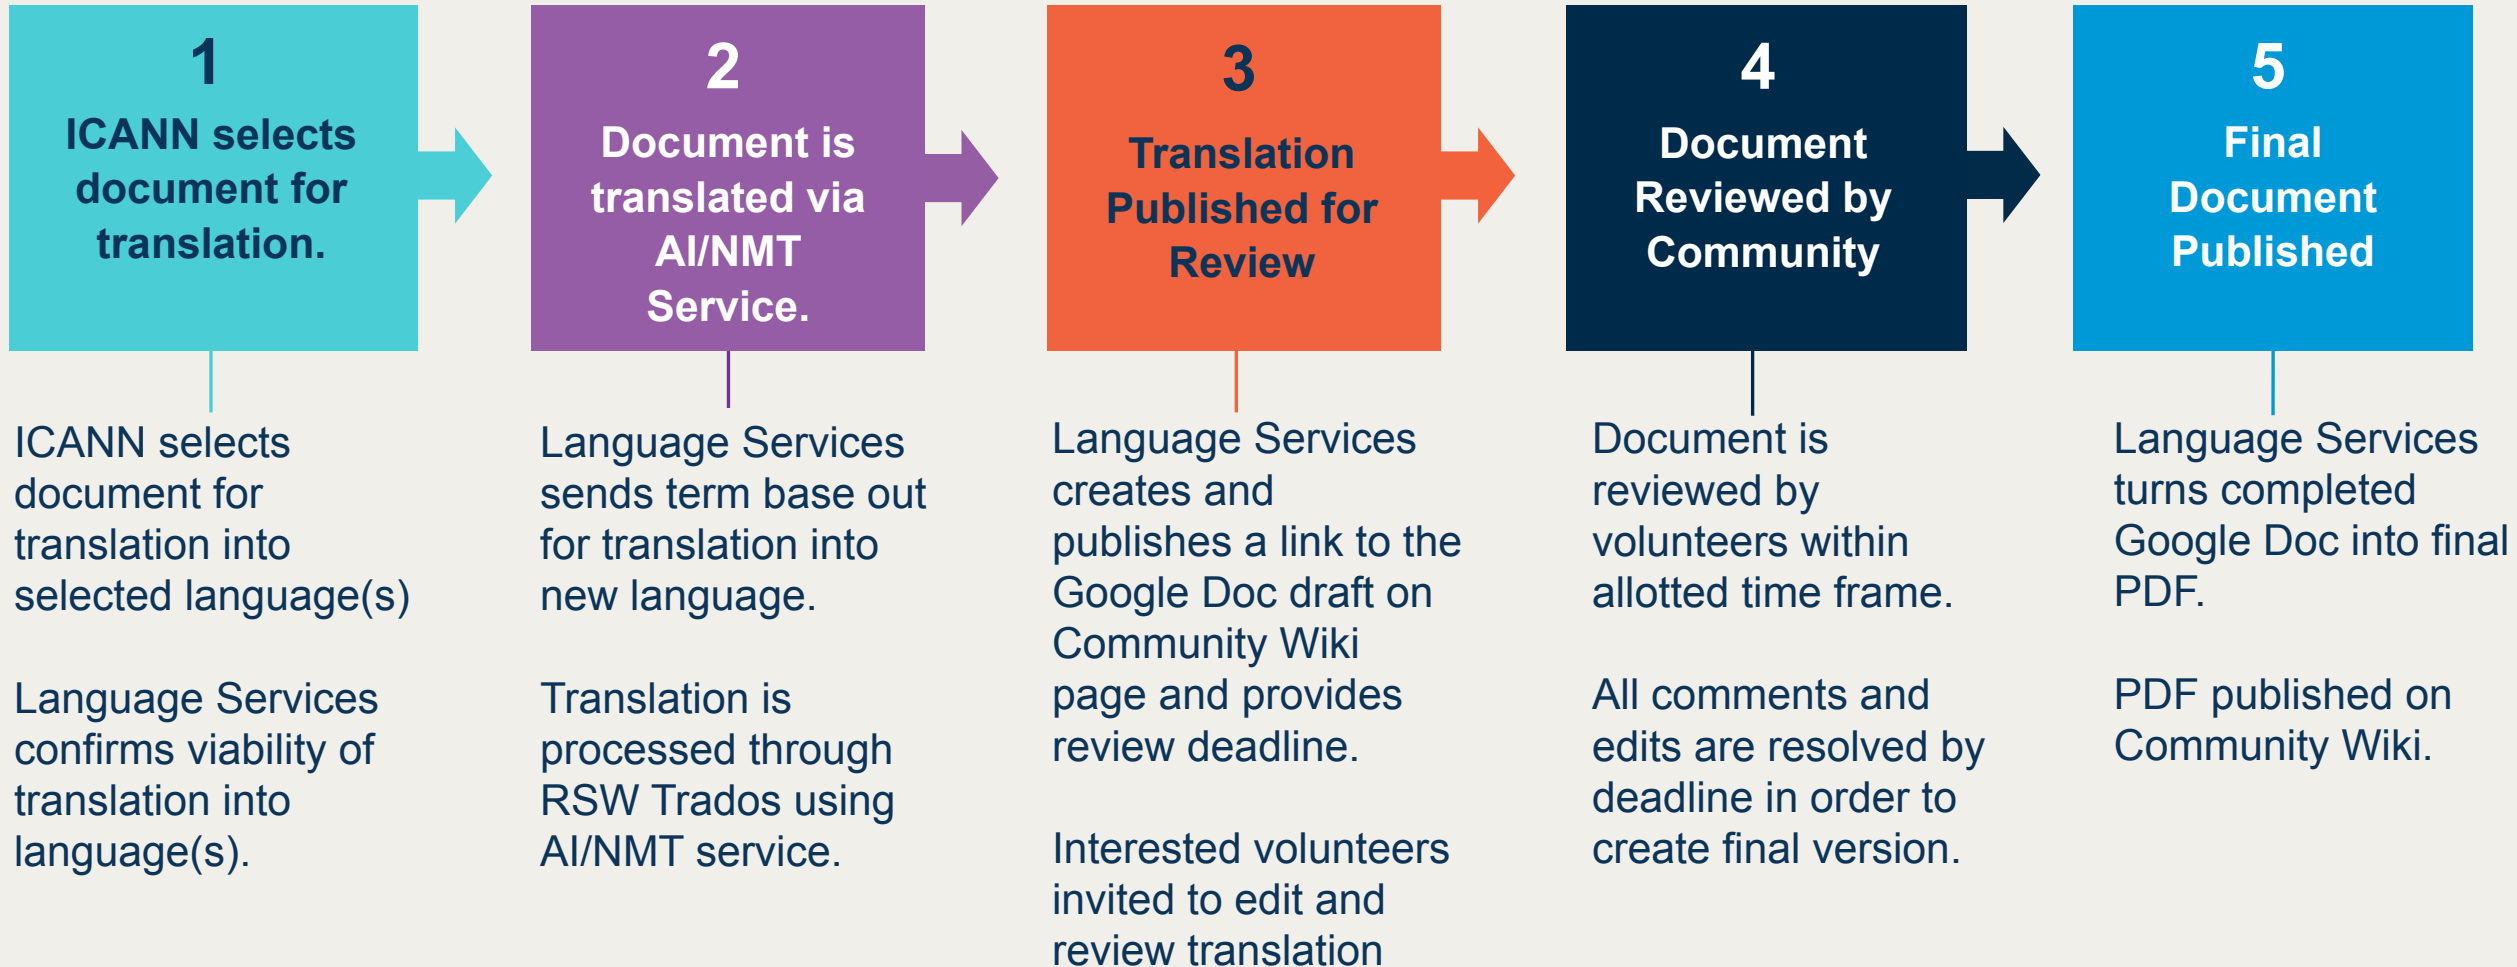 1
ICANN selects
document for
translation.
ICANN selects
document for
translation into
selected language(s)
Language Services
confirms viability of
translation into
language(s).
2
Document is
translated via
AI/NMT
Service.
Language Services
sends term base out
for translation into
new language.
Translation is
processed through
RSW Trados using
AI/NMT service.
3
Translation
Published for
Review
Language Services
creates and
publishes a link to the
Google Doc draft on
Community Wiki
page and provides
review deadline.
Interested volunteers
invited to edit and
review translation
4
Document
Reviewed by
Community
Document is
reviewed by
volunteers within
allotted time frame.
All comments and
edits are resolved by
deadline in order to
create final version.
5
Final
Document
Published
Language Services
turns completed
Google Doc into final
PDF.
PDF published on
Community Wiki.